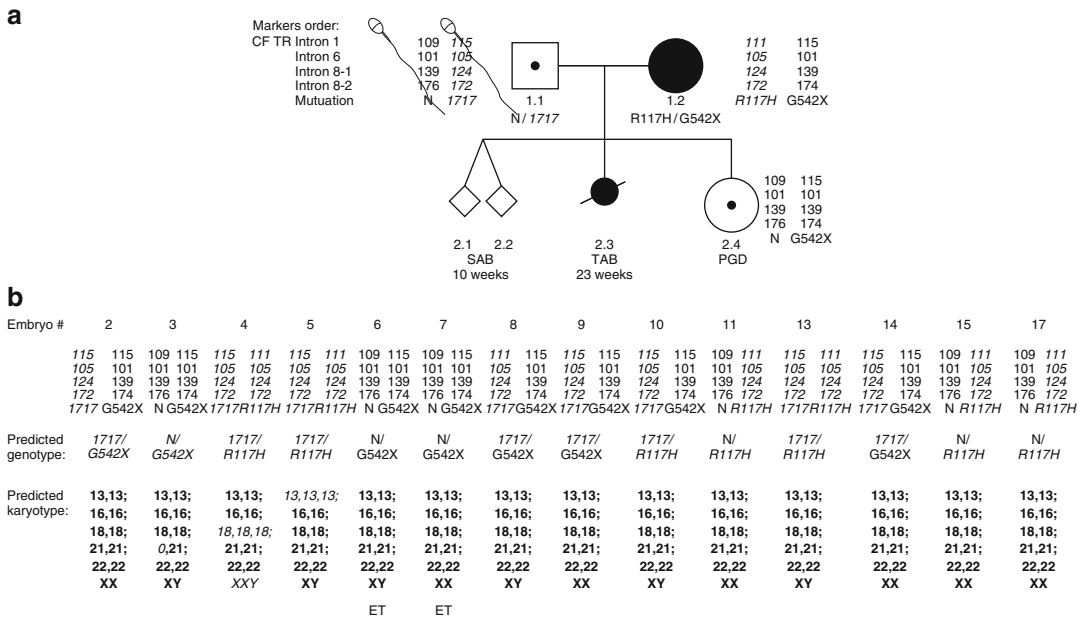 a
Markers order:
CF TR Intron 1 109 115 111 115
Intron 6 101 105 105 101
Intron 8-1 139 124 124 139
Intron 8-2 176 172 172 174
Mutuation N 1717 1.1 1.2 R117H G542X
N/1717 R117H/G542X
109 115
101 101
139 139
176 174
N G542X
2.1 2.2 2.3 2.4
SAB TAB PGD
10 weeks 23 weeks
b
Embryo # 2 3 4 5 6 7 8 9 10 11 13 14 15 17
115 115 109 115 115 111 115 111 109 115 109 115 111 115 115 115 115 115 109 111 115 111 115 115 109 111 109 111
105 101 101 101 105 105 105 105 101 101 101 101 105 101 105 101 105 101 101 105 105 105 105 101 101 105 101 105
124 139 139 139 124 124 124 124 139 139 139 139 124 139 124 139 124 139 139 124 124 124 124 139 139 124 139 124
172 174 176 174 172 172 172 172 176 174 176 174 172 174 172 174 172 174 176 172 172 172 172 174 176 172 176 172
1717 G542X N G542X 1717R117H 1717R117H N G542X N G542X 1717G542X 1717G542X 1717G542X N R117H 1717R117H 1717 G542X N R117H N R117H
Predicted 1717/ N/ 1717/ 1717/ N/ N/ 1717/ 1717/ 1717/ N/ 1717/ 1717/ N/ N/
genotype: G542X G542X R117H R117H G542X G542X G542X G542X R117H R117H R117H G542X R117H R117H
Predicted 13,13; 13,13; 13,13; 13,13,13; 13,13; 13,13; 13,13; 13,13; 13,13; 13,13; 13,13; 13,13; 13,13; 13,13;
karyotype: 16,16; 16,16; 16,16; 16,16; 16,16; 16,16; 16,16; 16,16; 16,16; 16,16; 16,16; 16,16; 16,16; 16,16;
18,18; 18,18; 18,18,18; 18,18; 18,18; 18,18; 18,18; 18,18; 18,18; 18,18; 18,18; 18,18; 18,18; 18,18;
21,21; 0,21; 21,21; 21,21; 21,21; 21,21; 21,21; 21,21; 21,21; 21,21; 21,21; 21,21; 21,21; 21,21;
22,22 22,22 22,22 22,22 22,22 22,22 22,22 22,22 22,22 22,22 22,22 22,22 22,22 22,22
XX XY XXY XY XY XX XY XX XY XX XY XX XX XX
ET ET